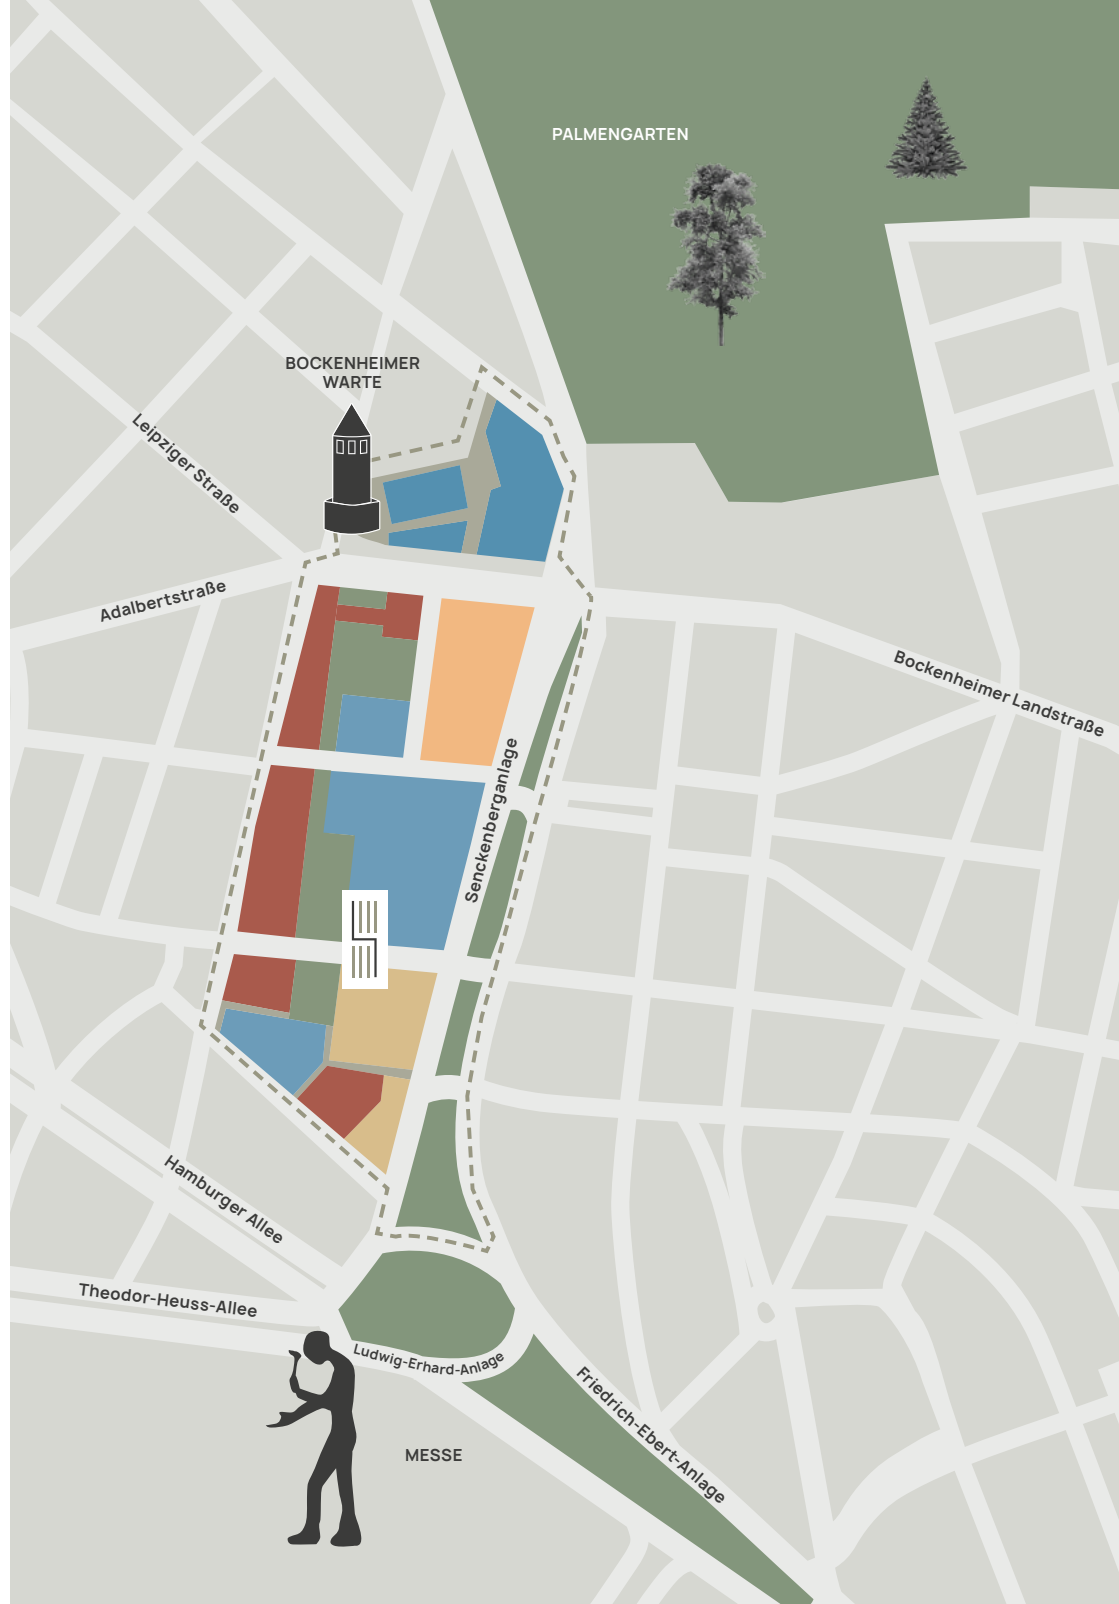 PALMENGARTEN
BOCKENHEIMER
WARTE
Leipziger Straße
Adalbertstraße
Bockenheimer Landstraße
Senckenberganlage
Hamburger Allee
Theodor-Heuss-Allee
Ludwig-Erhard-Anlage
Friedrich-Ebert-Anlage
MESSE